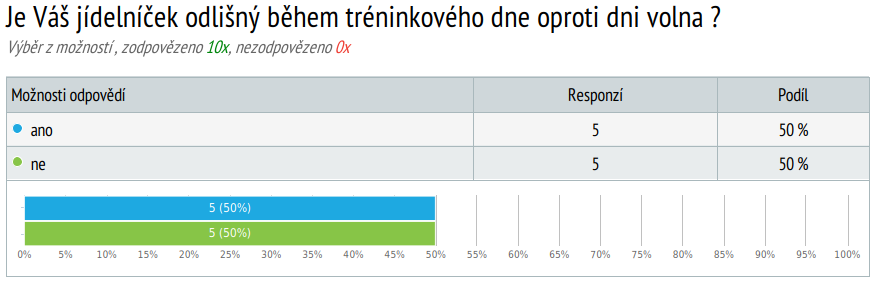 Je Váš jídelníček odlišný během tréninkového dne oproti dni volna ?
Výběr z možností , zodpovězeno 10x, nezodpovězeno 0x
Možnosti odpovědí Responzí Podíl
ano 5 50 %
ne 5 50 %
5 (50%)
5 (50%)
0% 5% 10% 15% 20% 25% 30% 35% 40% 45% 50% 55% 60% 65% 70% 75% 80% 85% 90% 95% 100%